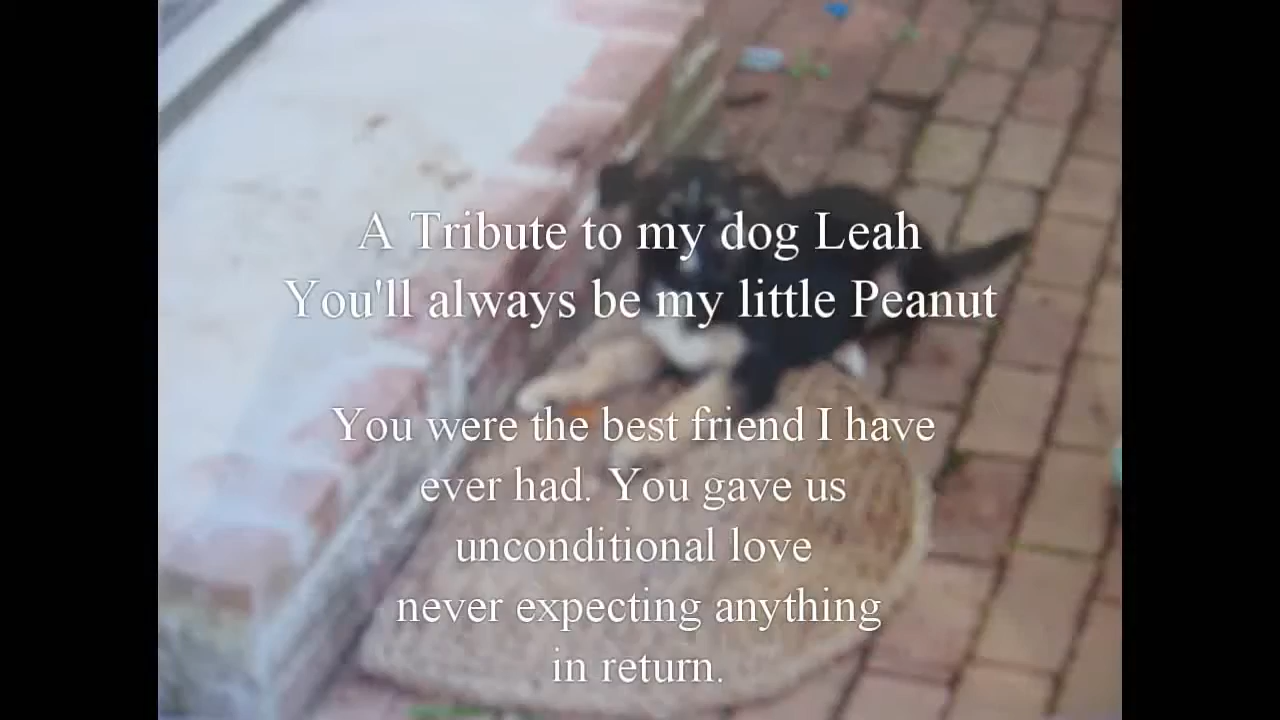 A Tribute to my dog Leah
You'll always be my little Peanut
You were the best friend I have
ever had. You gave us
unconditional love
never expecting anything
in return.